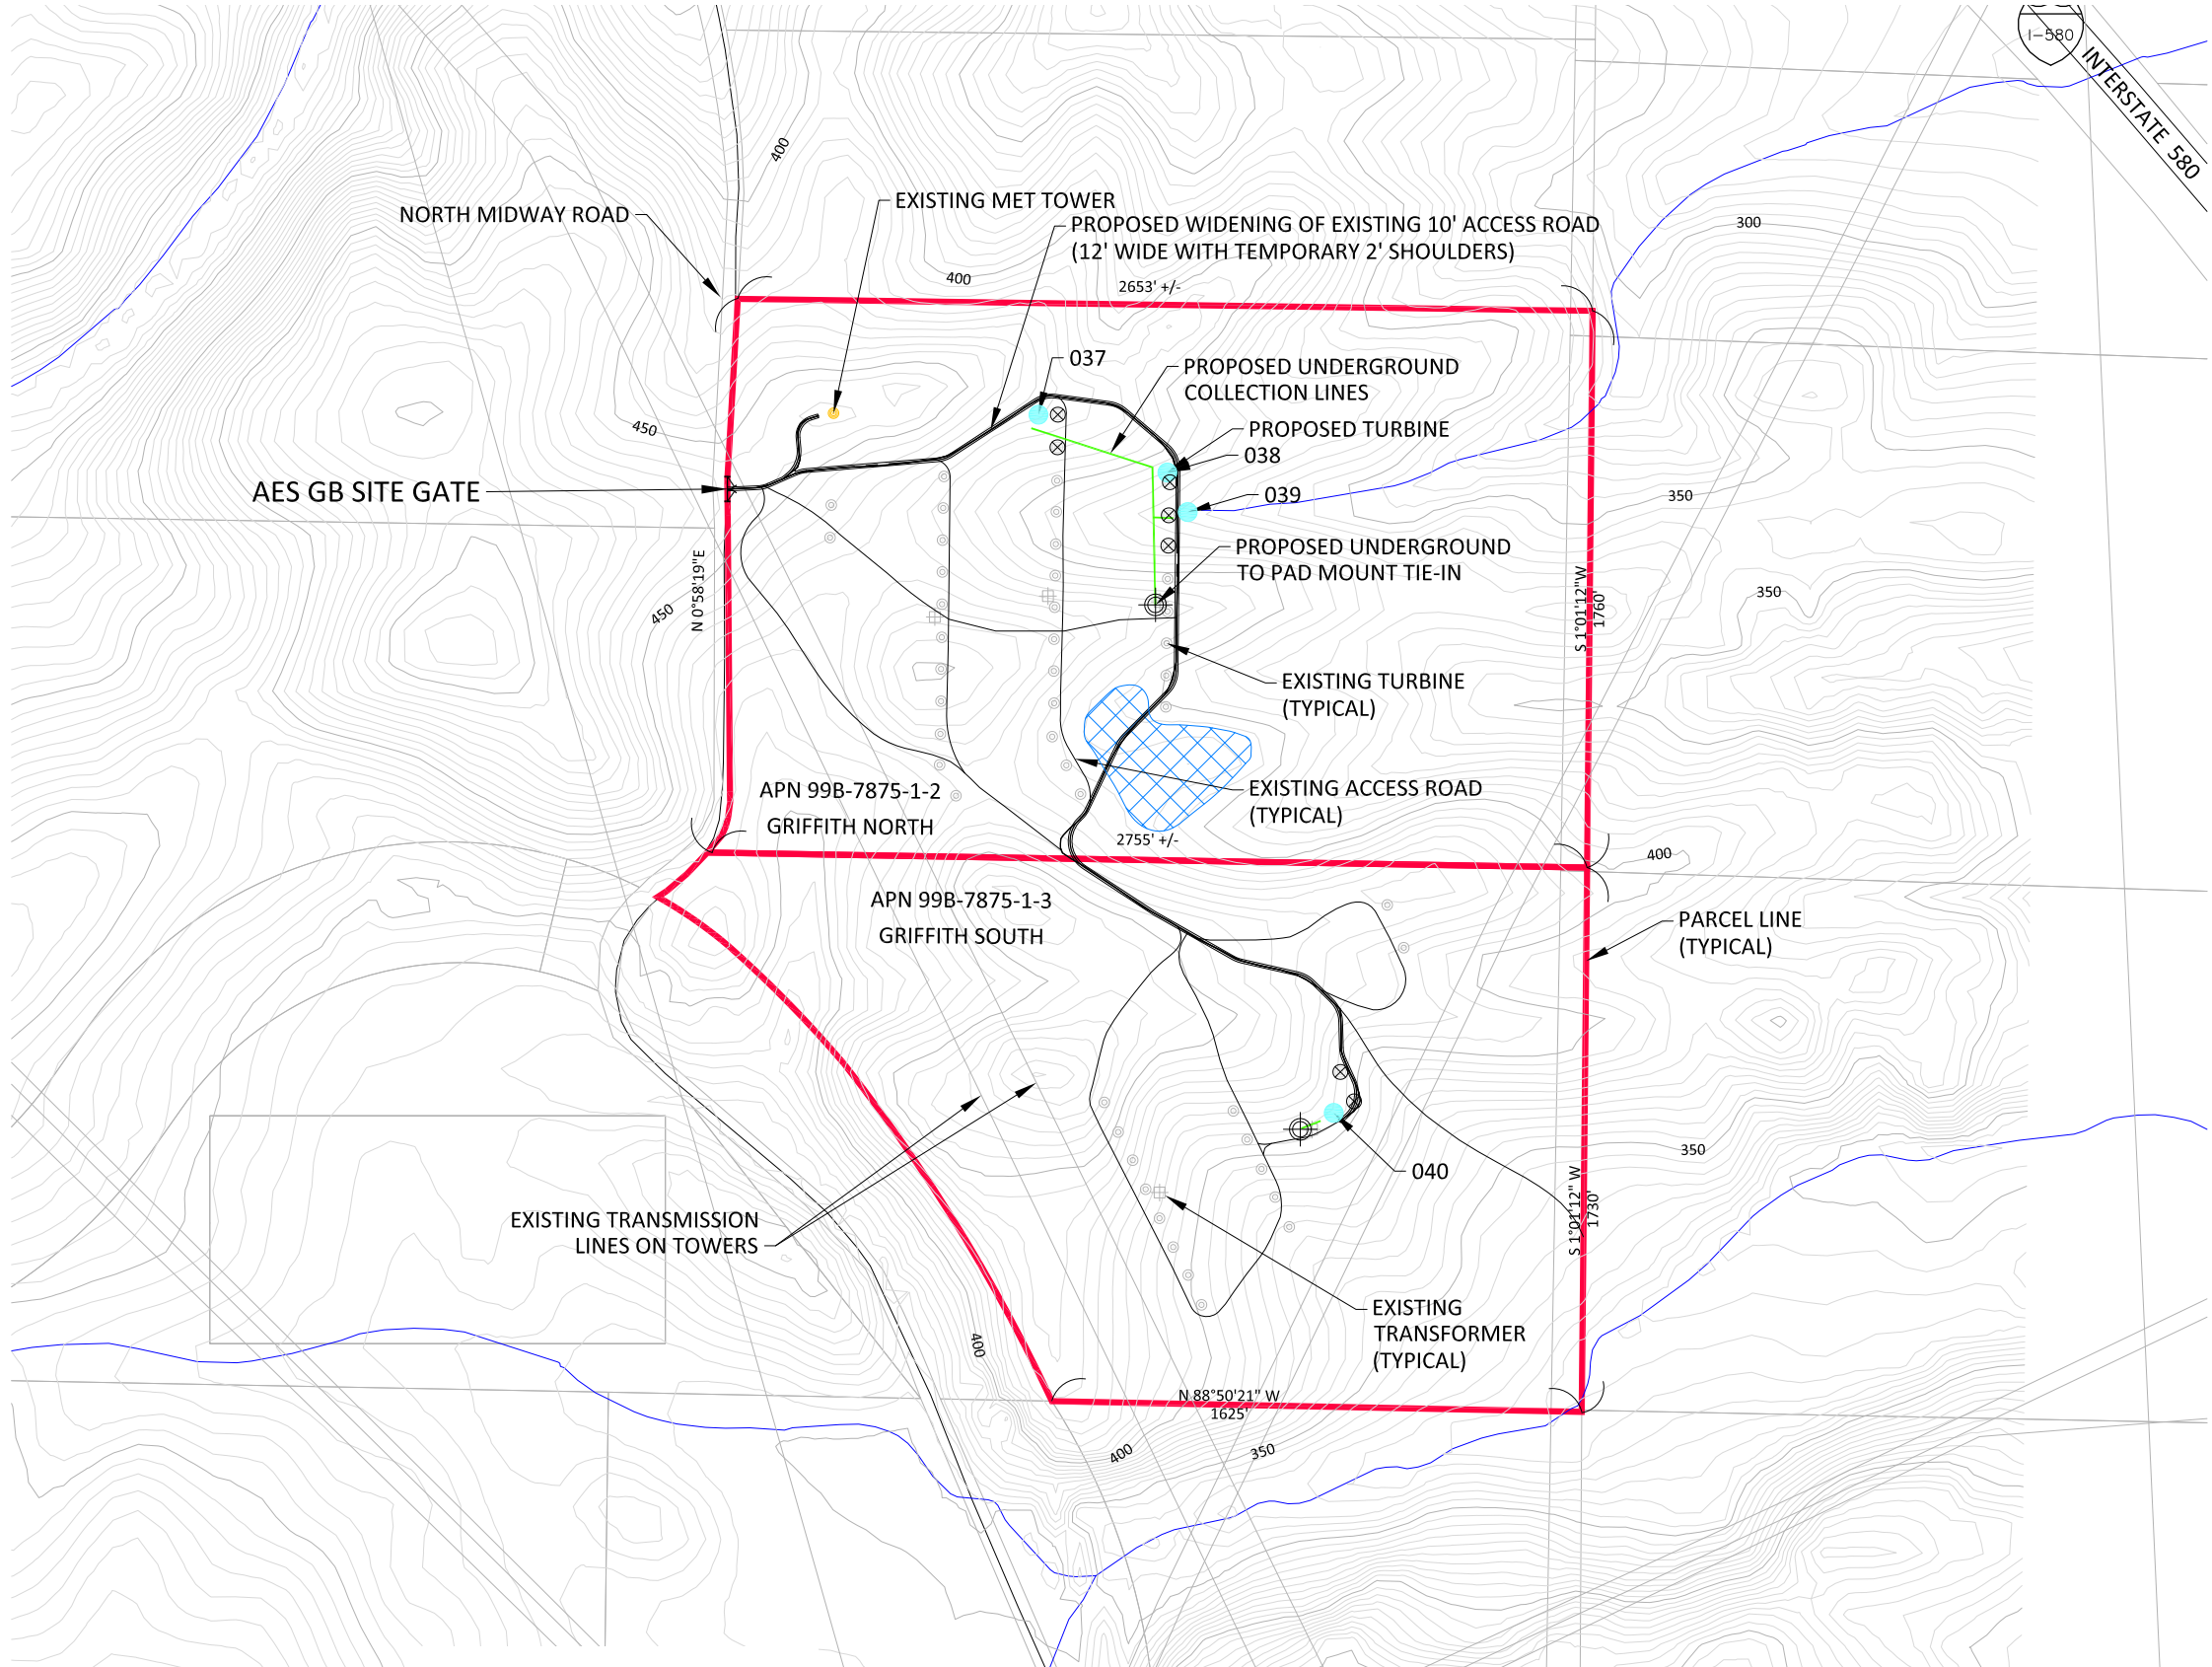 I-580
INTERSTATE 580
400
EXISTING MET TOWER
NORTH MIDWAY ROAD
PROPOSED WIDENING OF EXISTING 10' ACCESS ROAD
(12' WIDE WITH TEMPORARY 2' SHOULDERS)
300
400
2653' +/-
037
PROPOSED UNDERGROUND
COLLECTION LINES
450
PROPOSED TURBINE
038
AES GB SITE GATE
039
350
PROPOSED UNDERGROUND
TO PAD MOUNT TIE-IN
N 0°58'19"E
450
S 1°01'12"W
1760'
350
EXISTING TURBINE
(TYPICAL)
APN 99B-7875-1-2
GRIFFITH NORTH
EXISTING ACCESS ROAD
(TYPICAL)
2755' +/-
400
APN 99B-7875-1-3
GRIFFITH SOUTH
PARCEL LINE
(TYPICAL)
350
040
S 1°01'12" W
1730'
EXISTING TRANSMISSION
LINES ON TOWERS
EXISTING
TRANSFORMER
(TYPICAL)
400
N 88°50'21" W
1625'
400
350